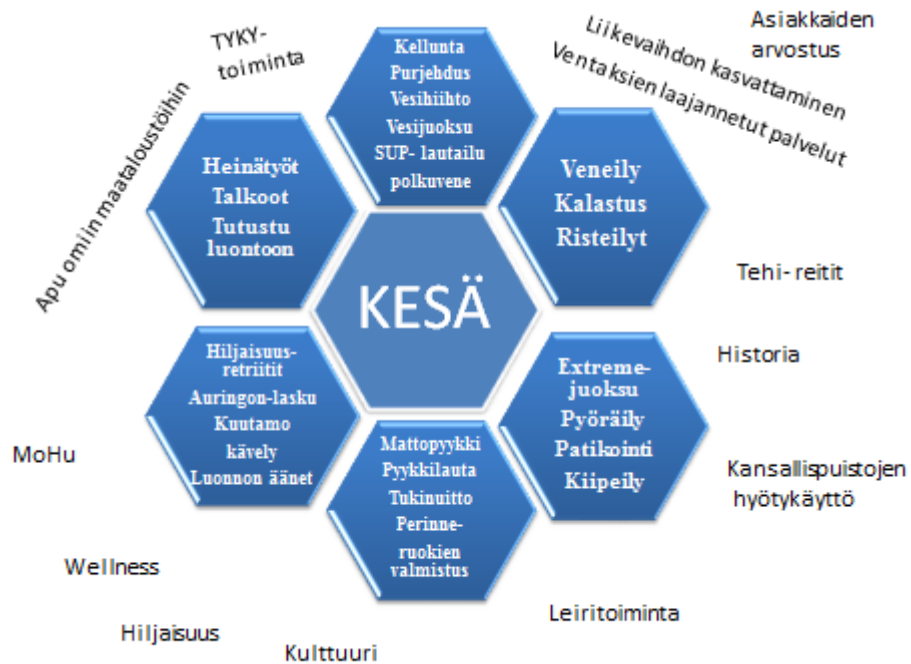 Asiakkaiden
arvostus
Liikevaihdon kasvattaminen
Ventaksien laajannetut palvelut
TYKY-
toiminta
Apu omiin maataloustöihin
Kellunta
Purjehdus
Vesihiihto
Vesijuoksu
SUP- lautailu
polkuvene
Heinätyöt
Talkoot
Tutustu
luontoon
Veneily
Kalastus
Risteilyt
KESÄ
Tehi- reitit
Historia
Hiljaisuus-
retriitit
Auringon-lasku
Kuutamo
kävely
Luonnon äänet
Extreme-
juoksu
Pyöräily
Patikointi
Kiipeily
Mattopyykki
Pyykkilauta
Tukinuitto
Perinne-
ruokien
valmistus
MoHu
Kansallispuistojen
hyötykäyttö
Wellness
Leiritoiminta
Hiljaisuus
Kulttuuri